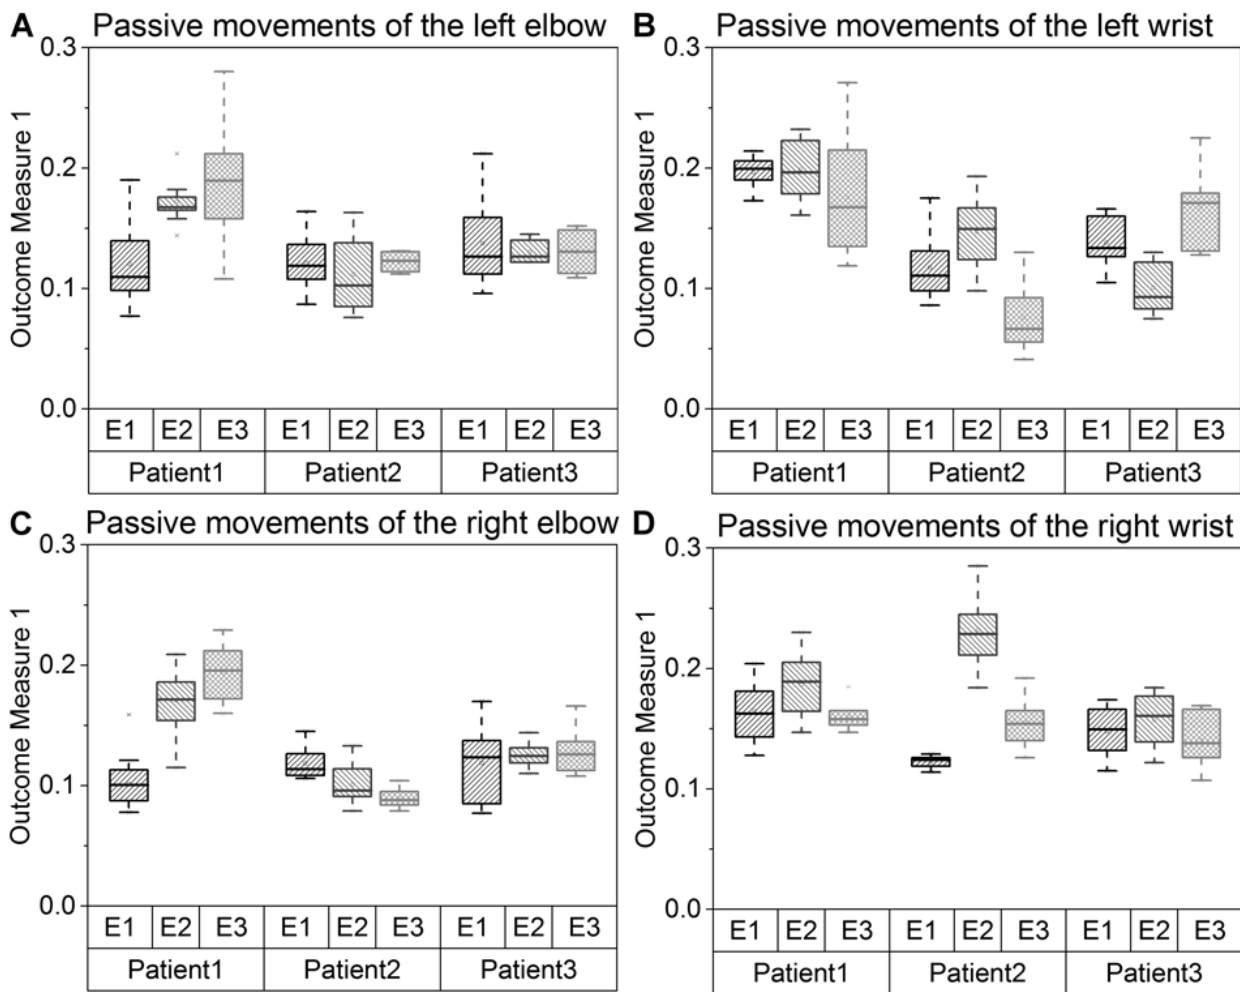 A Passive movements of the left elbow
0.3
0.2
0.1
0.0
Outcome Measure 1
E1 E2 E3 E1 E2 E3 E1 E2 E3
Patient1 Patient2 Patient3
B Passive movements of the left wrist
0.3
0.2
0.1
0.0
Outcome Measure 1
E1 E2 E3 E1 E2 E3 E1 E2 E3
Patient1 Patient2 Patient3
C Passive movements of the right elbow
0.3
0.2
0.1
0.0
Outcome Measure 1
E1 E2 E3 E1 E2 E3 E1 E2 E3
Patient1 Patient2 Patient3
D Passive movements of the right wrist
0.3
0.2
0.1
0.0
Outcome Measure 1
E1 E2 E3 E1 E2 E3 E1 E2 E3
Patient1 Patient2 Patient3